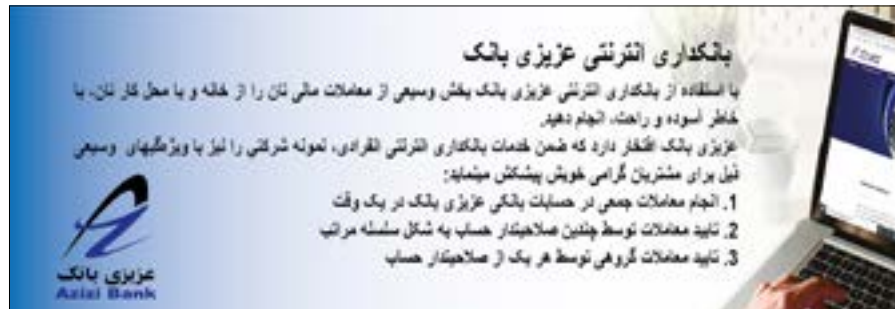 بانکداری انترنتی عزیزی بانک
با استفاده از بانکداری انترنتی عزیزی بانک بخش وسیعی از معاملات مالی تان را از خانه و یا محل کار تان، با
خاطر آسوده و راحت، انجام دهید.
عزیزی بانک افتخار دارد که ضمن خدمات بانکداری انترنتی انفرادی، نمونه شرکتی را نیز با ویژگیهای وسیعی
ذیل برای مشتریان گرامی خویش پیشکش مینماید:
1. انجام معاملات جمعی در حسابات بانکی عزیزی بانک در یک وقت
2. تایید معاملات توسط چندین صلاحیتدار حساب به شکل سلسله مراتب
3. تایید معاملات گروهی توسط هر یک از صلاحیتدار حساب
عزیزی بانک
Azizi Bank